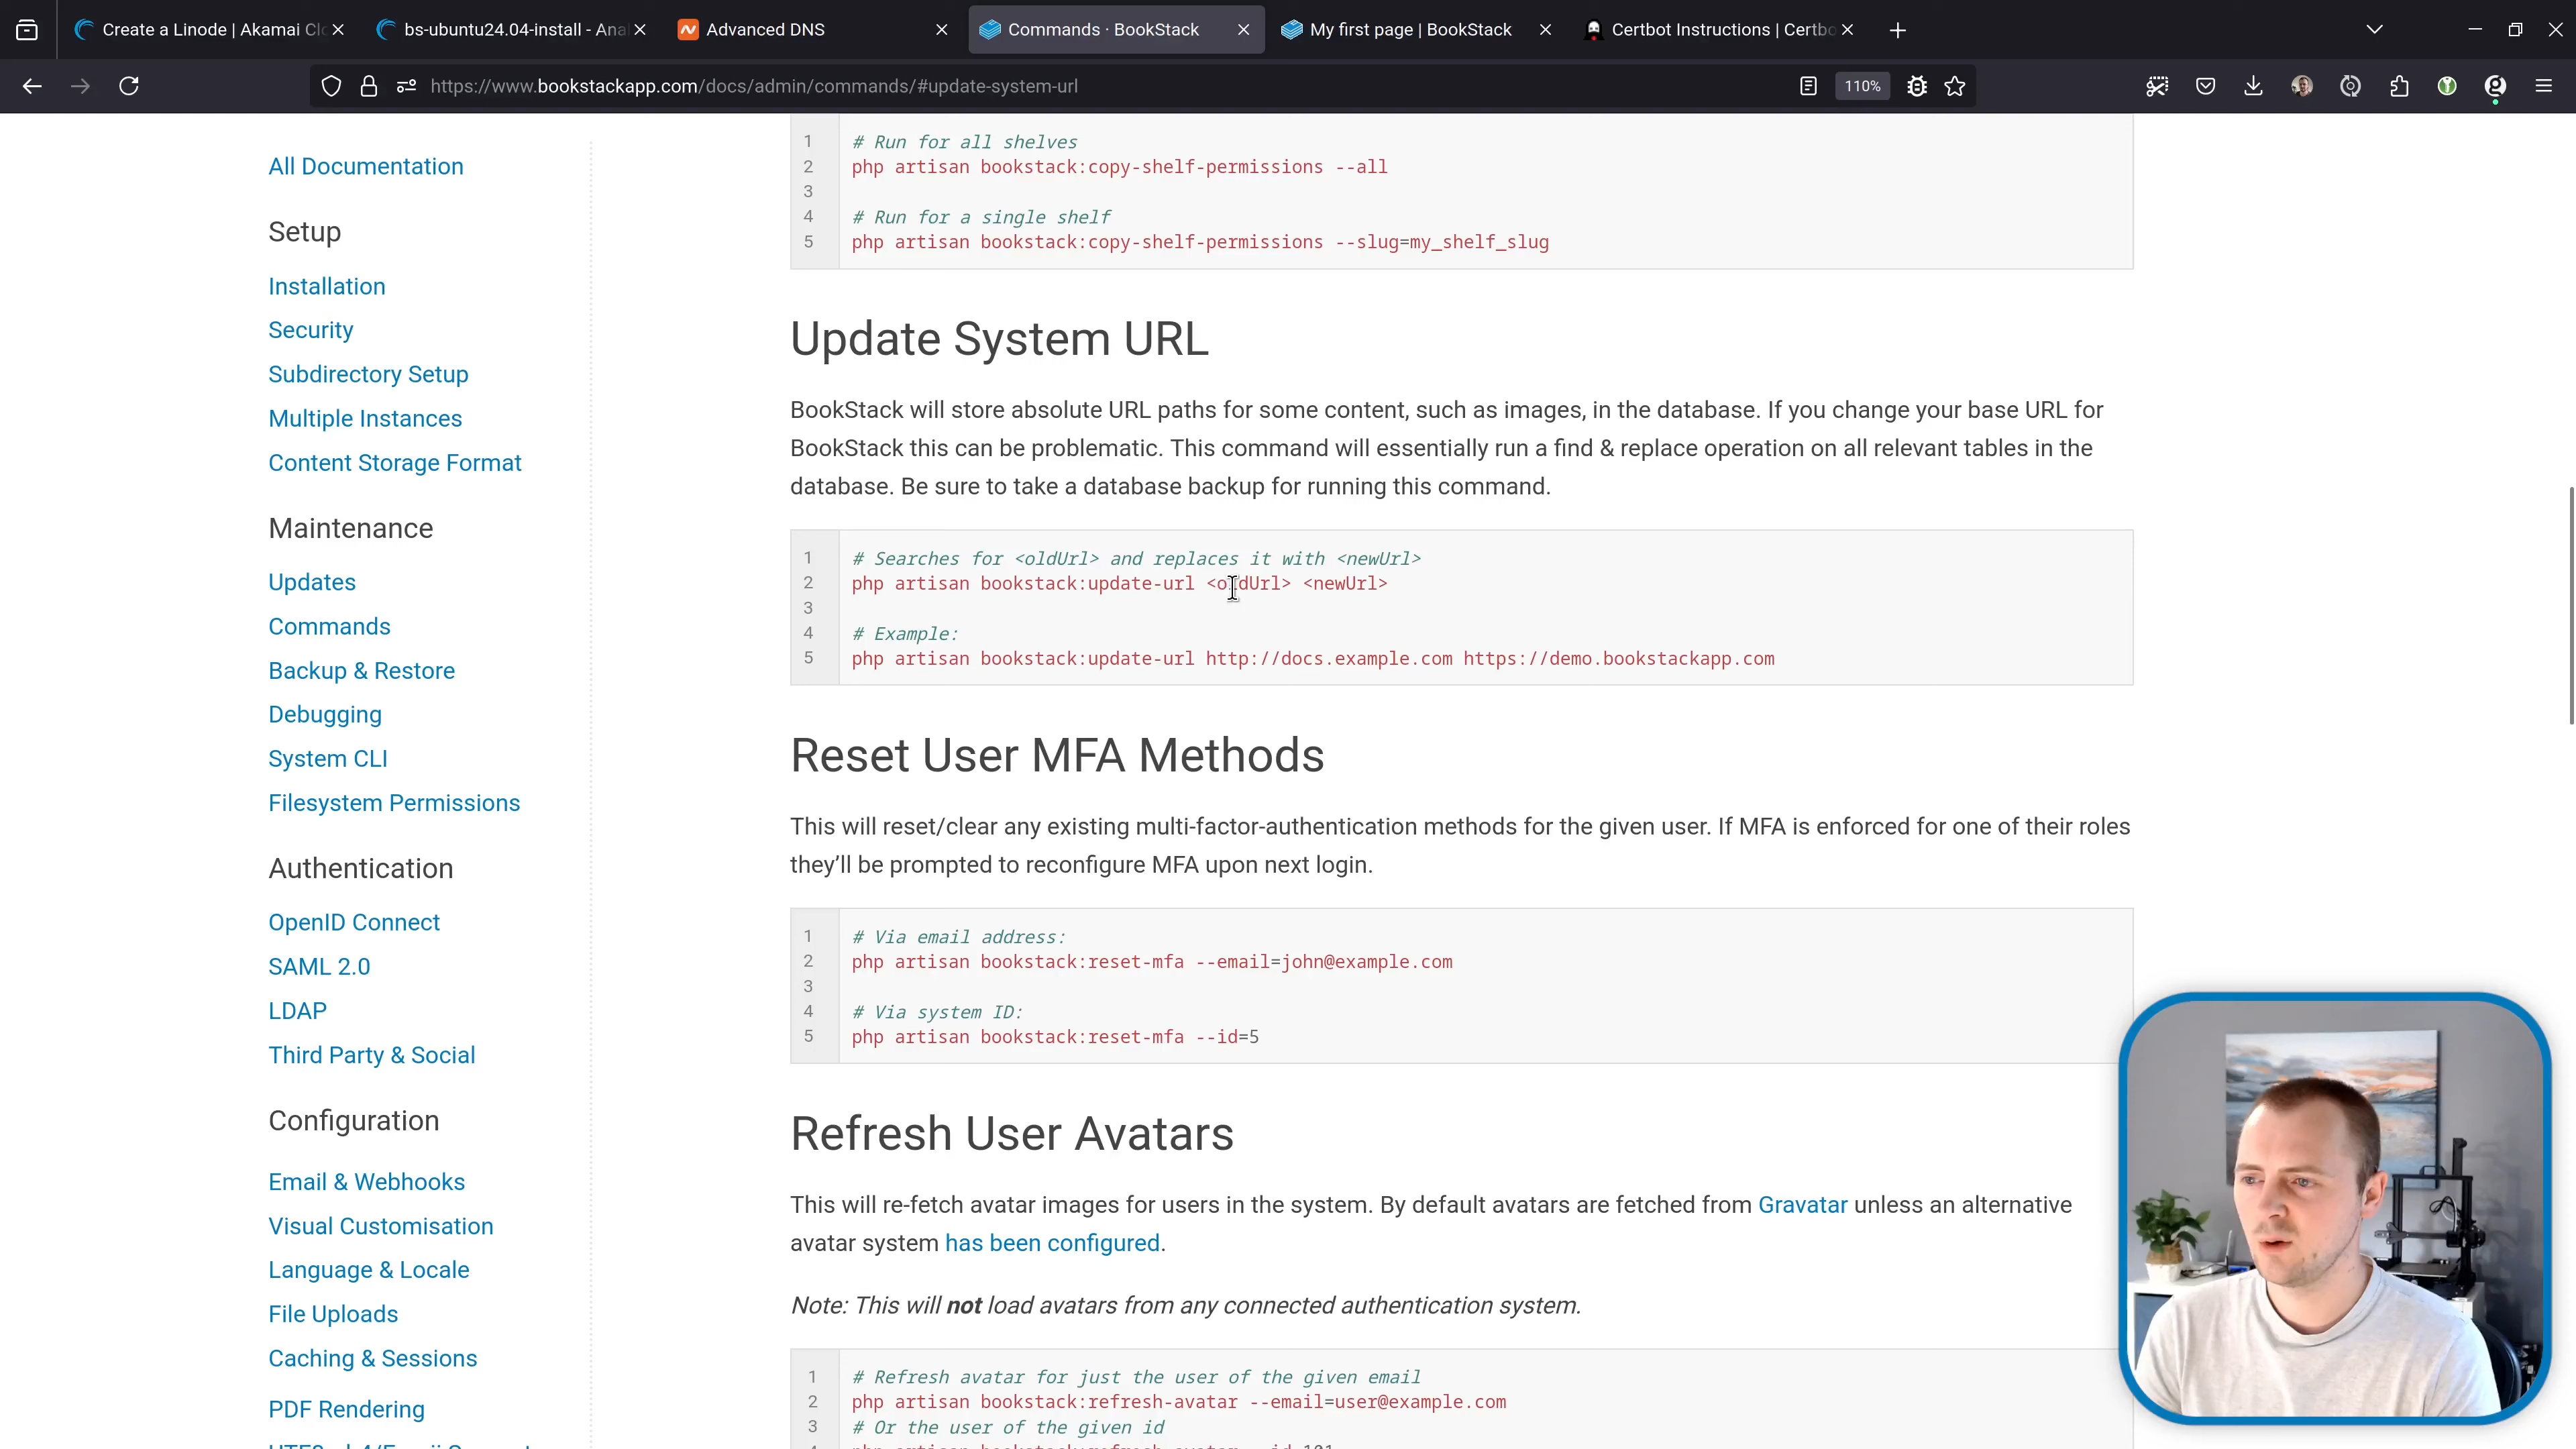 Create a Linode | Akamai Clo
bs-ubuntu24.04-install - Anal
Advanced DNS
Commands · BookStack
My first page | BookStack
Certbot Instructions | Certbo
https://www.bookstackapp.com/docs/admin/commands/#update-system-url
110%
All Documentation
Setup
Installation
Security
Subdirectory Setup
Multiple Instances
Content Storage Format
Maintenance
Updates
Commands
Backup & Restore
Debugging
System CLI
Filesystem Permissions
Authentication
OpenID Connect
SAML 2.0
LDAP
Third Party & Social
Configuration
Email & Webhooks
Visual Customisation
Language & Locale
File Uploads
Caching & Sessions
PDF Rendering
1 # Run for all shelves
2 php artisan bookstack:copy-shelf-permissions --all
3
4 # Run for a single shelf
5 php artisan bookstack:copy-shelf-permissions --slug=my_shelf_slug
Update System URL
BookStack will store absolute URL paths for some content, such as images, in the database. If you change your base URL for
BookStack this can be problematic. This command will essentially run a find & replace operation on all relevant tables in the
database. Be sure to take a database backup for running this command.
1 # Searches for <oldUrl> and replaces it with <newUrl>
2 php artisan bookstack:update-url <oldUrl> <newUrl>
3
4 # Example:
5 php artisan bookstack:update-url http://docs.example.com https://demo.bookstackapp.com
Reset User MFA Methods
This will reset/clear any existing multi-factor-authentication methods for the given user. If MFA is enforced for one of their roles
they’ll be prompted to reconfigure MFA upon next login.
1 # Via email address:
2 php artisan bookstack:reset-mfa --email=john@example.com
3
4 # Via system ID:
5 php artisan bookstack:reset-mfa --id=5
Refresh User Avatars
This will re-fetch avatar images for users in the system. By default avatars are fetched from Gravatar unless an alternative
avatar system has been configured.
Note: This will not load avatars from any connected authentication system.
1 # Refresh avatar for just the user of the given email
2 php artisan bookstack:refresh-avatar --email=user@example.com
3 # Or the user of the given id